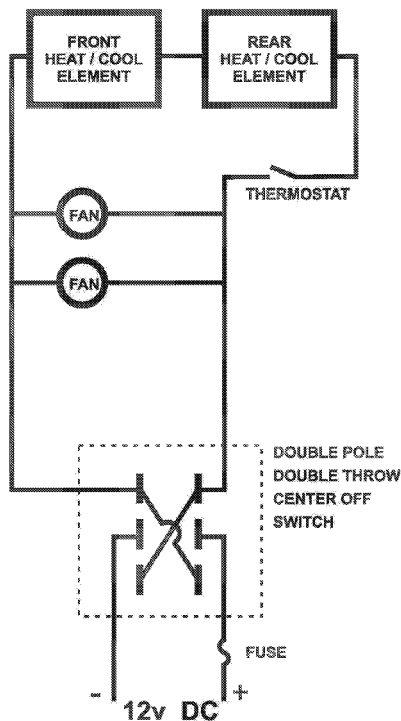 FRONT
HEAT / COOL
ELEMENT
REAR
HEAT / COOL
ELEMENT
THERMOSTAT
FAN
FAN
DOUBLE POLE
DOUBLE THROW
CENTER OFF
SWITCH
FUSE
- 12v DC +